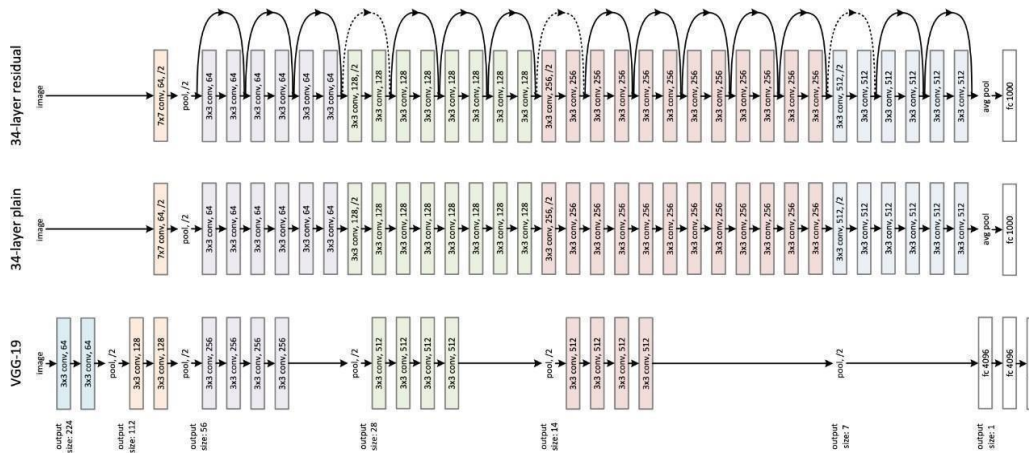 34-layer residual
image
7x7 conv, 64, /2
pool, /2
3x3 conv, 64
3x3 conv, 64
3x3 conv, 64
3x3 conv, 64
3x3 conv, 64
3x3 conv, 64
3x3 conv, 128, /2
3x3 conv, 128
3x3 conv, 128
3x3 conv, 128
3x3 conv, 128
3x3 conv, 128
3x3 conv, 128
3x3 conv, 128
3x3 conv, 256, /2
3x3 conv, 256
3x3 conv, 256
3x3 conv, 256
3x3 conv, 256
3x3 conv, 256
3x3 conv, 256
3x3 conv, 256
3x3 conv, 256
3x3 conv, 256
3x3 conv, 256
3x3 conv, 256
3x3 conv, 512, /2
3x3 conv, 512
3x3 conv, 512
3x3 conv, 512
3x3 conv, 512
3x3 conv, 512
avg pool
fc 1000
34-layer plain
image
7x7 conv, 64, /2
pool, /2
3x3 conv, 64
3x3 conv, 64
3x3 conv, 64
3x3 conv, 64
3x3 conv, 64
3x3 conv, 64
3x3 conv, 128, /2
3x3 conv, 128
3x3 conv, 128
3x3 conv, 128
3x3 conv, 128
3x3 conv, 128
3x3 conv, 128
3x3 conv, 128
3x3 conv, 256, /2
3x3 conv, 256
3x3 conv, 256
3x3 conv, 256
3x3 conv, 256
3x3 conv, 256
3x3 conv, 256
3x3 conv, 256
3x3 conv, 256
3x3 conv, 256
3x3 conv, 256
3x3 conv, 256
3x3 conv, 512, /2
3x3 conv, 512
3x3 conv, 512
3x3 conv, 512
3x3 conv, 512
3x3 conv, 512
avg pool
fc 1000
VGG-19
image
3x3 conv, 64
3x3 conv, 64
pool, /2
3x3 conv, 128
3x3 conv, 128
pool, /2
3x3 conv, 256
3x3 conv, 256
3x3 conv, 256
3x3 conv, 256
pool, /2
3x3 conv, 512
3x3 conv, 512
3x3 conv, 512
3x3 conv, 512
pool, /2
3x3 conv, 512
3x3 conv, 512
3x3 conv, 512
3x3 conv, 512
pool, /2
fc 4096
fc 4096
output
size: 224
output
size: 112
output
size: 56
output
size: 28
output
size: 14
output
size: 7
output
size: 1